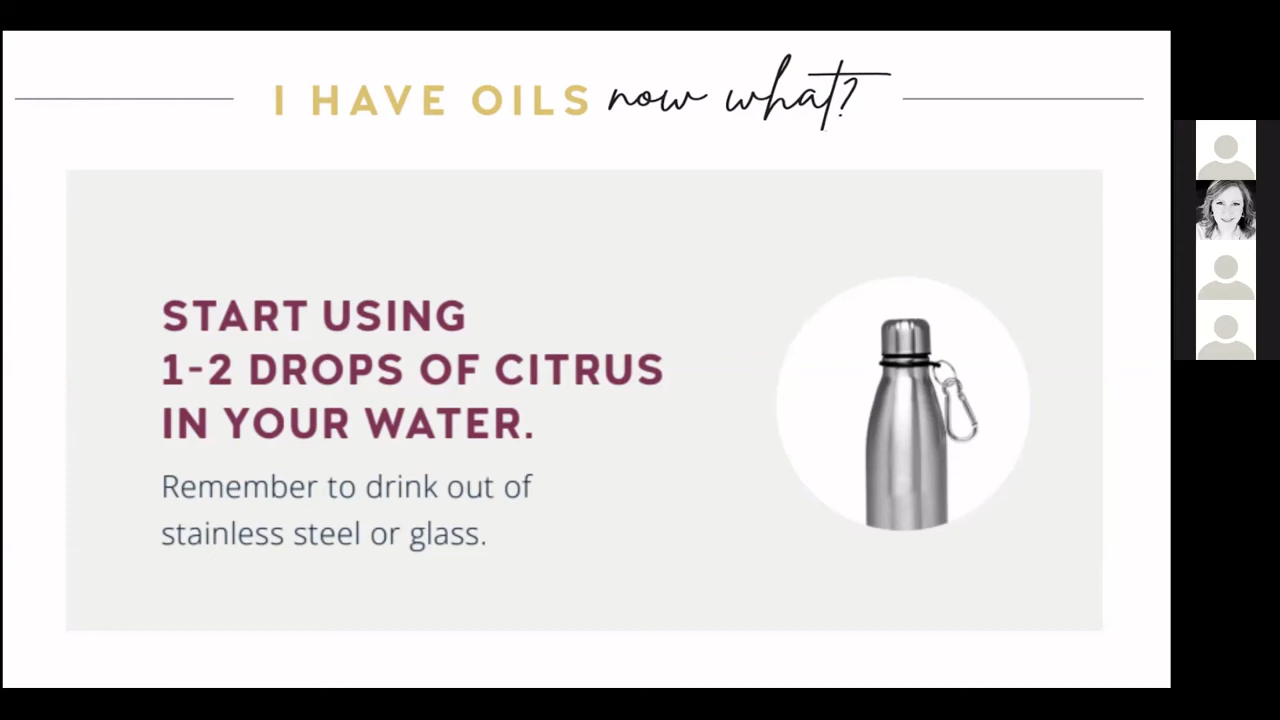 I HAVE OILS now what?
START USING
1-2 DROPS OF CITRUS
IN YOUR WATER.
Remember to drink out of
stainless steel or glass.